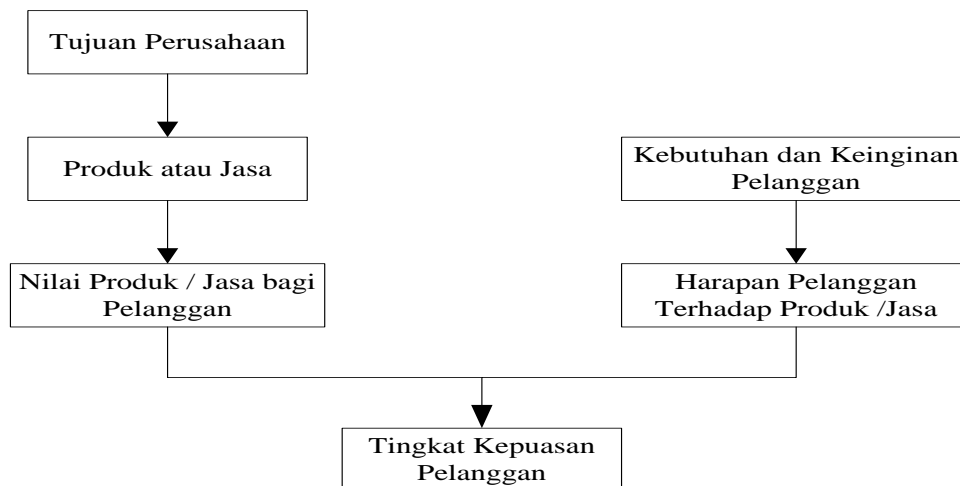 Tujuan Perusahaan
Produk atau Jasa
Kebutuhan dan Keinginan
Pelanggan
Nilai Produk / Jasa bagi
Pelanggan
Harapan Pelanggan
Terhadap Produk /Jasa
Tingkat Kepuasan
Pelanggan